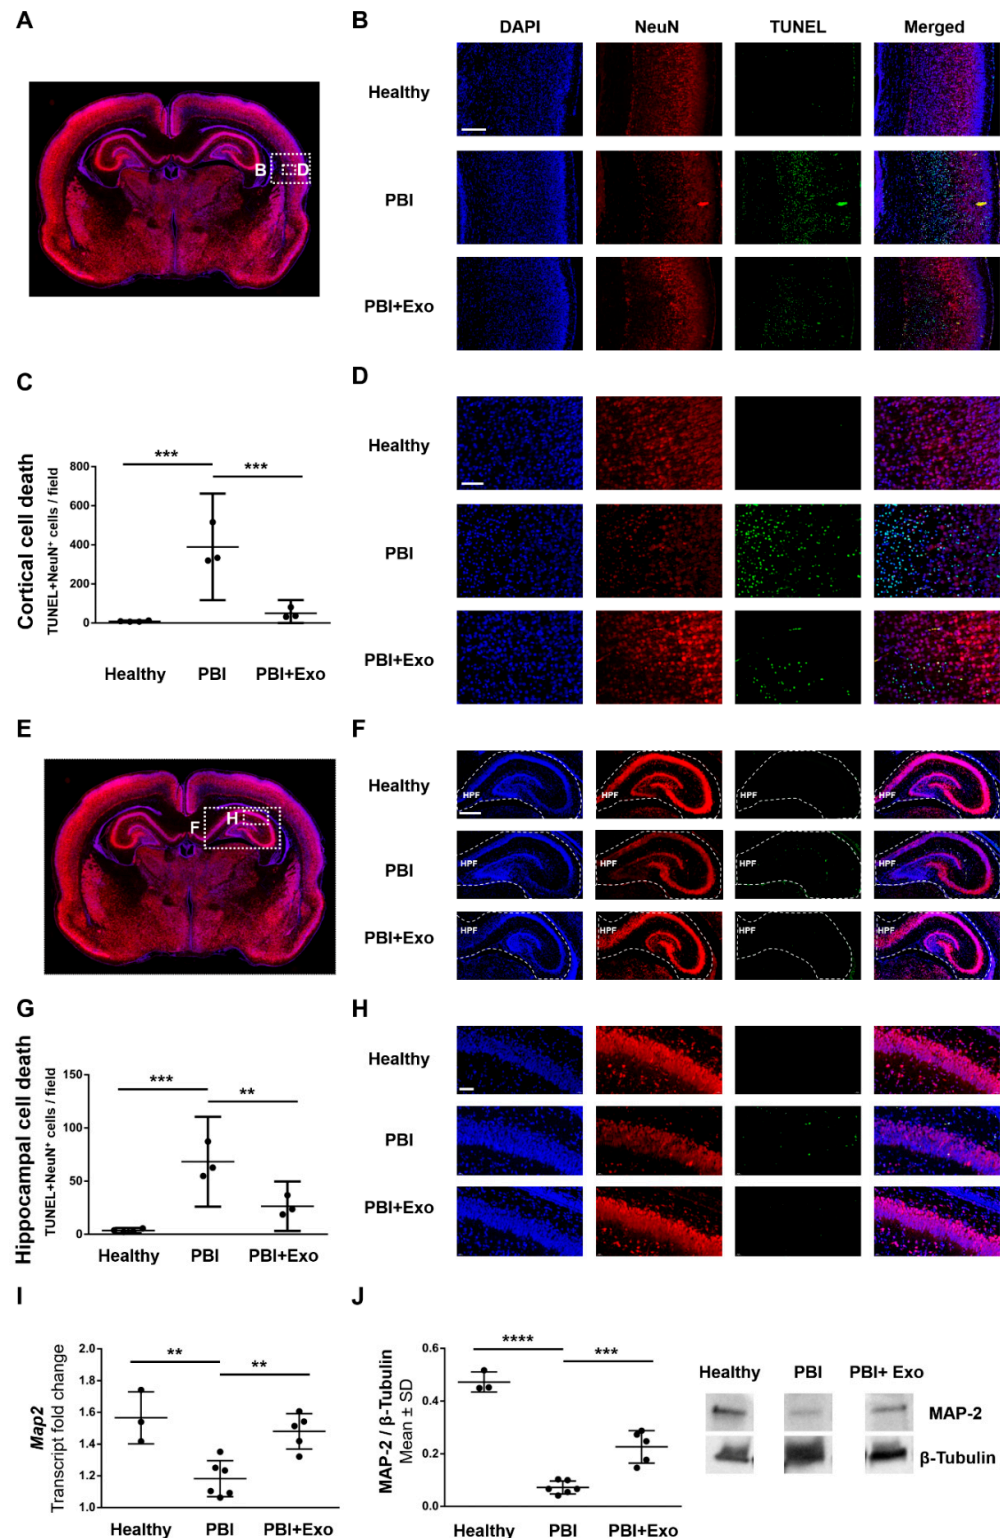 A
B
D
B
DAPI NeuN TUNEL Merged
Healthy
PBI
PBI+Exo
C
Cortical cell death
TUNEL+NeuN⁺ cells / field
800
600
400
200
0
*** ***
Healthy PBI PBI+Exo
D
Healthy
PBI
PBI+Exo
E
F
H
F
Healthy
HPF HPF HPF HPF
PBI
HPF HPF HPF HPF
PBI+Exo
HPF HPF HPF HPF
G
Hippocampal cell death
TUNEL+NeuN⁺ cells / field
150
100
50
0
*** **
Healthy PBI PBI+Exo
H
Healthy
PBI
PBI+Exo
I
Map2
Transcript fold change
2.0
1.8
1.6
1.4
1.2
1.0
** **
Healthy PBI PBI+Exo
J
MAP-2 / β-Tubulin
Mean ± SD
0.6
0.4
0.2
0.0
**** ***
Healthy PBI PBI+Exo
Healthy PBI PBI+ Exo
MAP-2
β-Tubulin